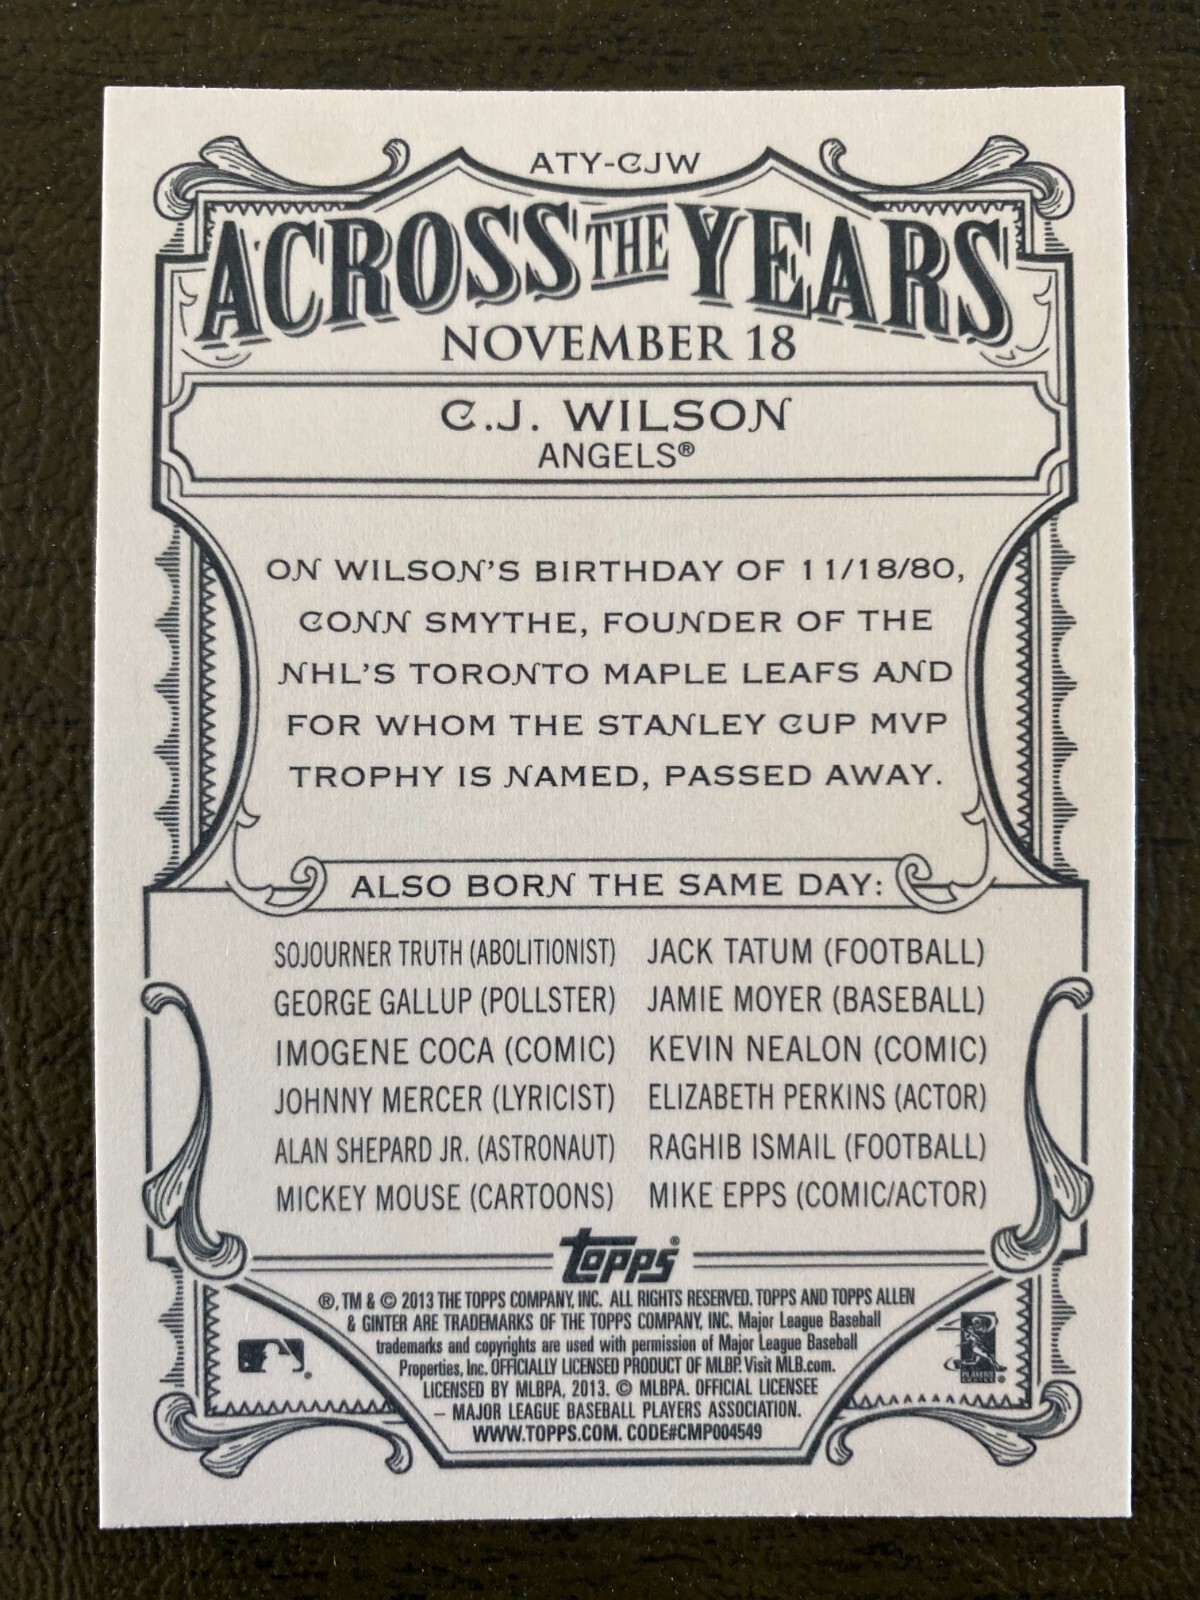 ATY-CJW
ACROSS THE YEARS
NOVEMBER 18
C.J. WILSON
ANGELS®
ON WILSON'S BIRTHDAY OF 11/18/80,
CONN SMYTHE, FOUNDER OF THE
NHL'S TORONTO MAPLE LEAFS AND
FOR WHOM THE STANLEY CUP MVP
TROPHY IS NAMED, PASSED AWAY.
ALSO BORN THE SAME DAY:
SOJOURNER TRUTH (ABOLITIONIST)
GEORGE GALLUP (POLLSTER)
IMOGENE COCA (COMIC)
JOHNNY MERCER (LYRICIST)
ALAN SHEPARD JR. (ASTRONAUT)
MICKEY MOUSE (CARTOONS)
JACK TATUM (FOOTBALL)
JAMIE MOYER (BASEBALL)
KEVIN NEALON (COMIC)
ELIZABETH PERKINS (ACTOR)
RAGHIB ISMAIL (FOOTBALL)
MIKE EPPS (COMIC/ACTOR)
topps®
®, TM & © 2013 THE TOPPS COMPANY, INC. ALL RIGHTS RESERVED. TOPPS AND TOPPS ALLEN
& GINTER ARE TRADEMARKS OF THE TOPPS COMPANY, INC. Major League Baseball
trademarks and copyrights are used with permission of Major League Baseball
Properties, Inc. OFFICIALLY LICENSED PRODUCT OF MLBP. Visit MLB.com.
LICENSED BY MLBPA, 2013. © MLBPA. OFFICIAL LICENSEE
– MAJOR LEAGUE BASEBALL PLAYERS ASSOCIATION.
WWW.TOPPS.COM. CODE#CMP004549
PLAYERS
CHOICE